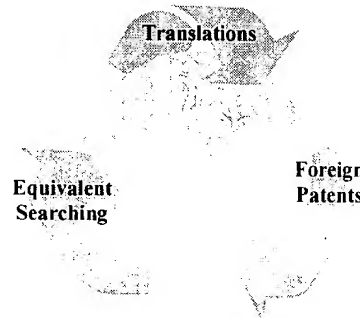 Translations
Equivalent
Searching
Foreign
Patents